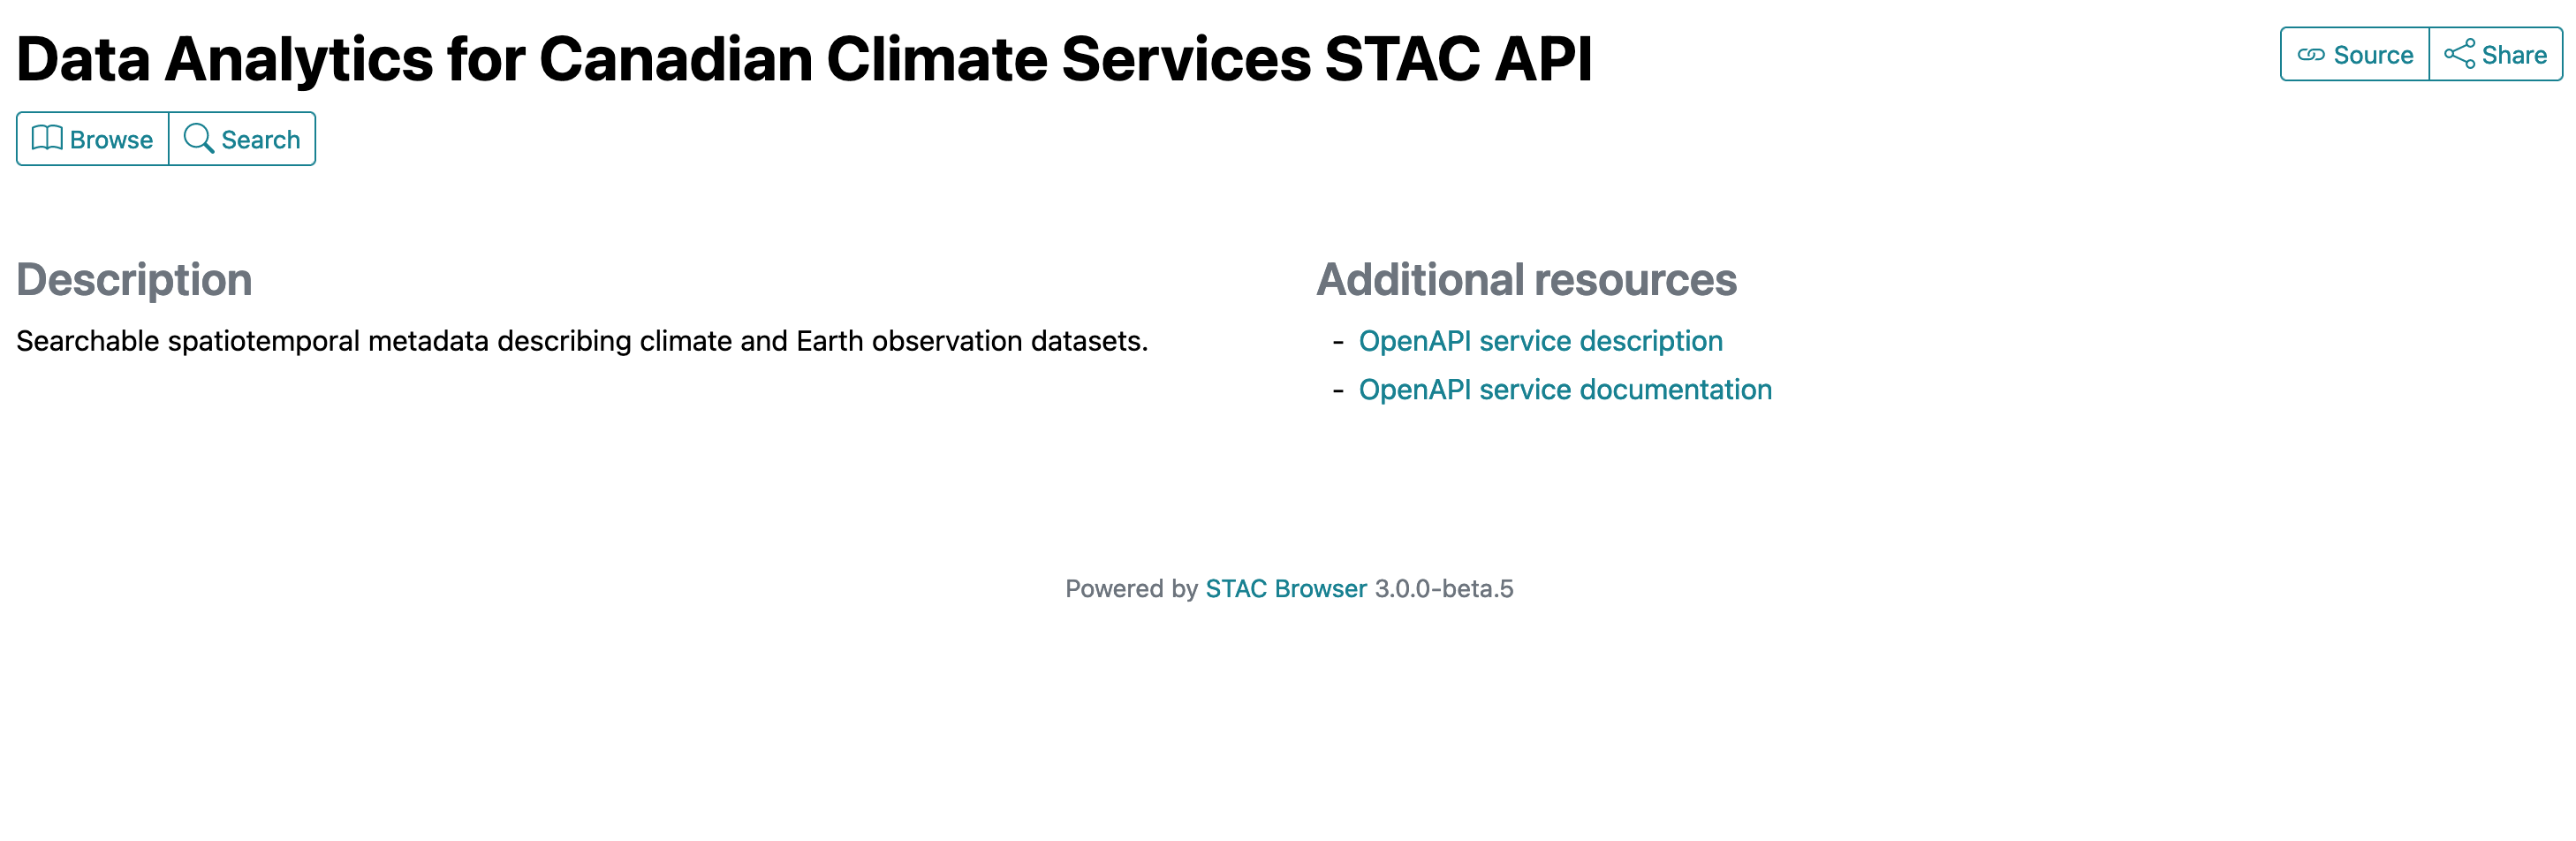 Data Analytics for Canadian Climate Services STAC API
Source
Share
Browse
Search
Description
Searchable spatiotemporal metadata describing climate and Earth observation datasets.
Additional resources
- OpenAPI service description
- OpenAPI service documentation
Powered by STAC Browser 3.0.0-beta.5